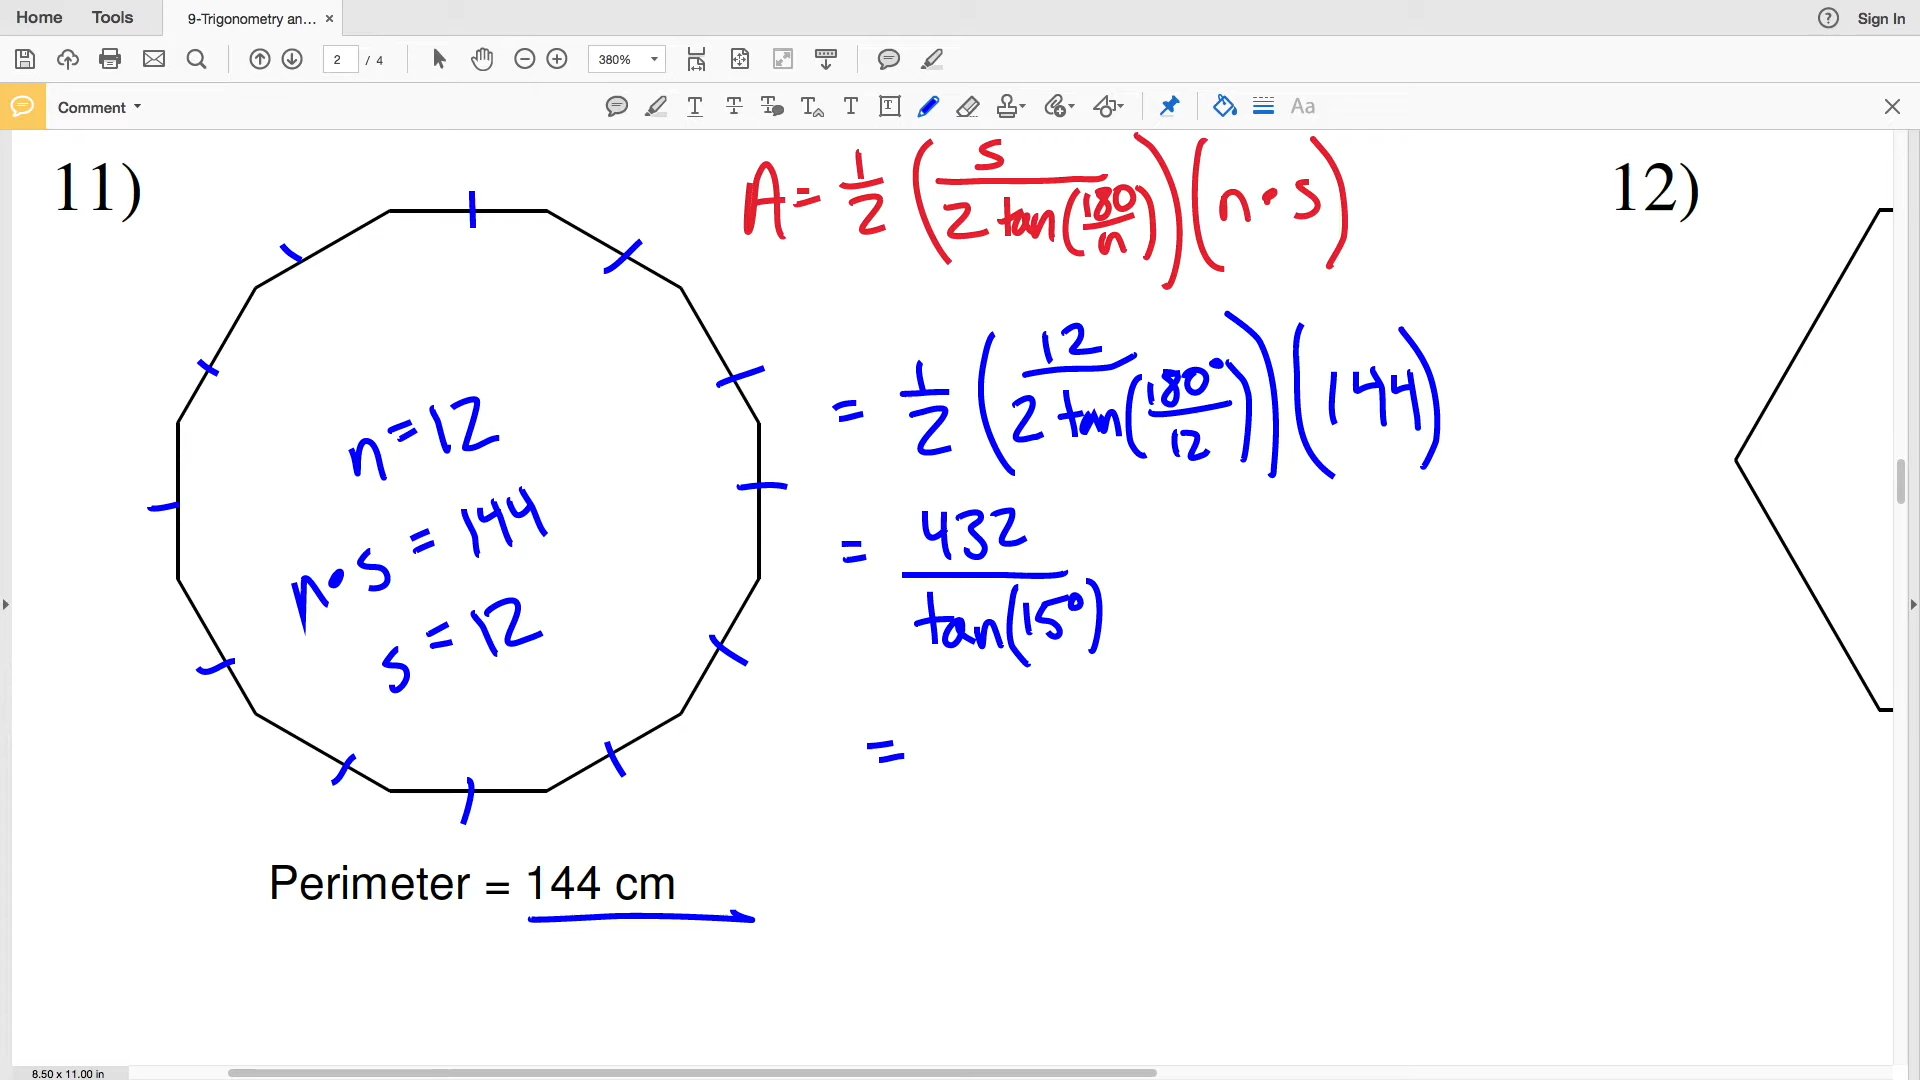 Home Tools 9-Trigonometry an... × Sign In
2 / 4 380%
Comment Aa
11)
A = 1/2 (s / 2 tan(180/n)) (n • s)
12)
= 1/2 (12 / 2 tan(180°/12)) (144)
n = 12
n • s = 144
s = 12
= 432 / tan(15°)
=
Perimeter = 144 cm
8.50 x 11.00 in